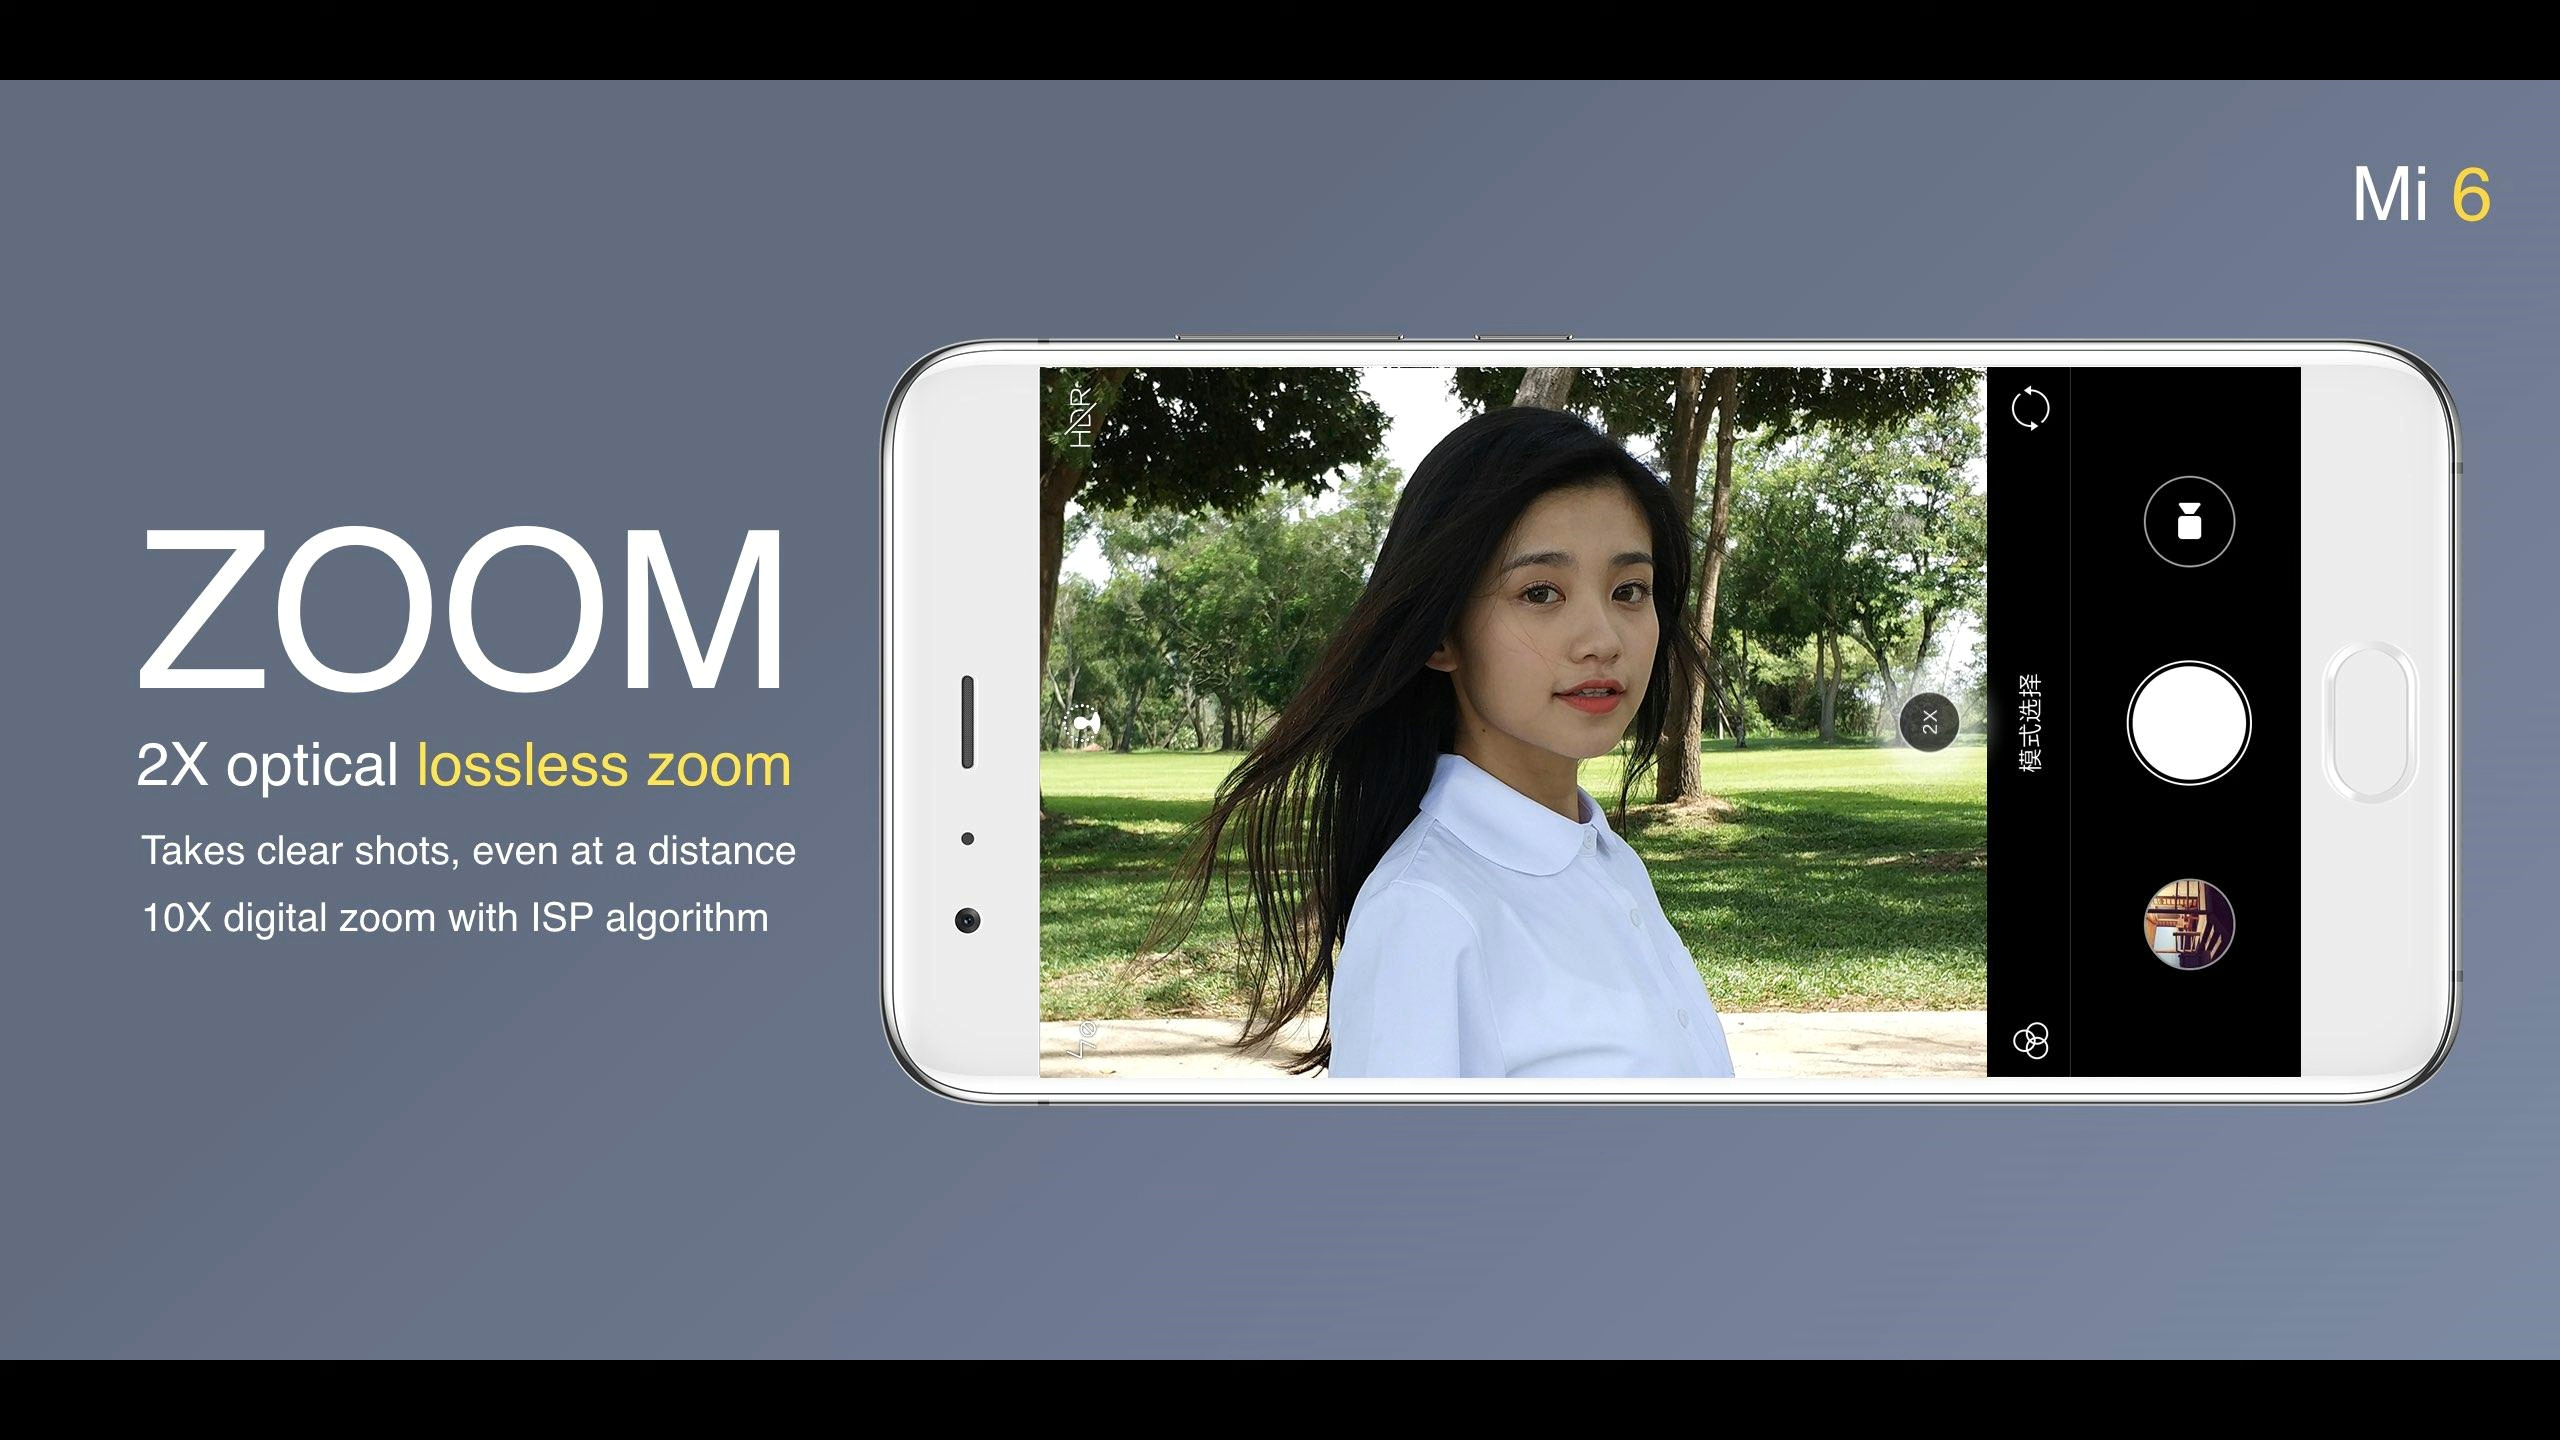 Mi 6
ZOOM
2X optical lossless zoom
Takes clear shots, even at a distance
10X digital zoom with ISP algorithm
HDR
2X
模式选择